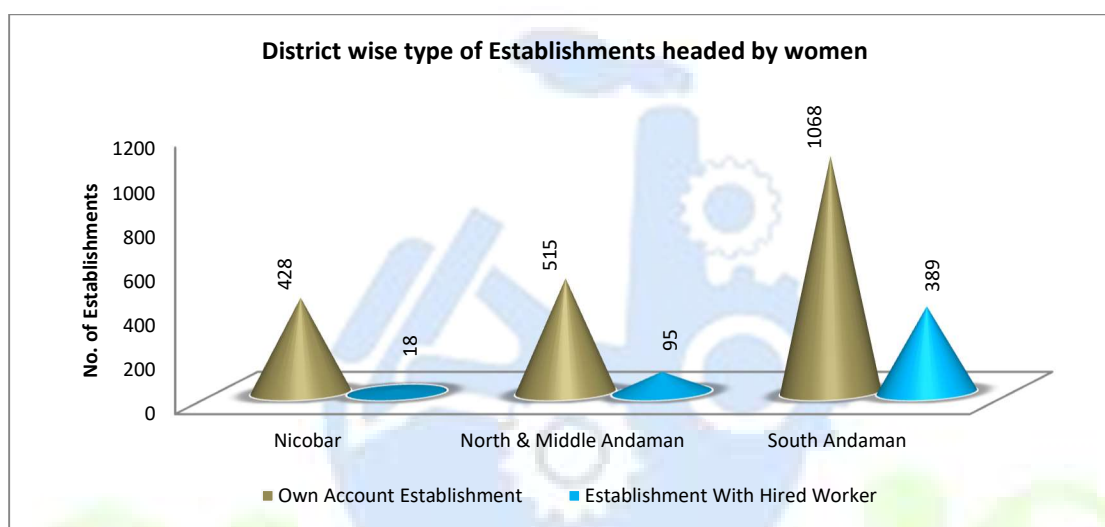 District wise type of Establishments headed by women
No. of Establishments
1200
1000
800
600
400
200
0
428
18
515
95
1068
389
Nicobar
North & Middle Andaman
South Andaman
Own Account Establishment
Establishment With Hired Worker